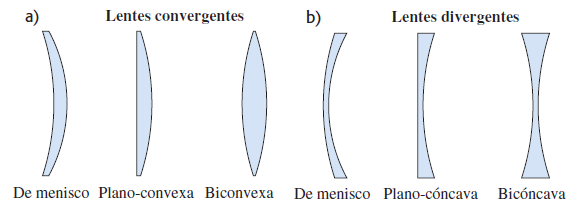 a) Lentes convergentes
De menisco Plano-convexa Biconvexa
b) Lentes divergentes
De menisco Plano-cóncava Bicóncava